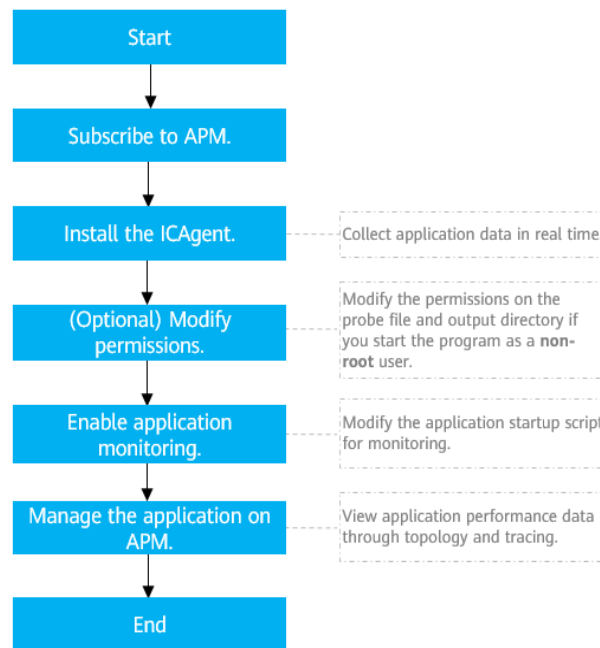 Start
Subscribe to APM.
Install the ICAgent.
Collect application data in real time
(Optional) Modify
permissions.
Modify the permissions on the
probe file and output directory if
you start the program as a non-
root user.
Enable application
monitoring.
Modify the application startup script
for monitoring.
Manage the application on
APM.
View application performance data
through topology and tracing.
End